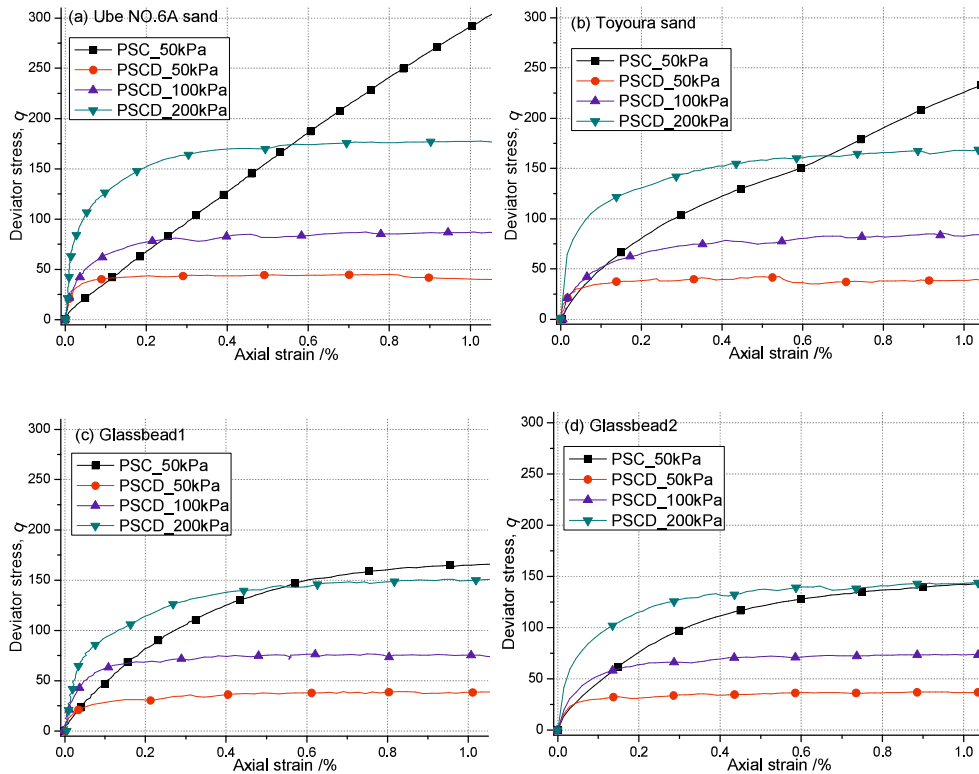 (a) Ube NO.6A sand
PSC_50kPa
PSCD_50kPa
PSCD_100kPa
PSCD_200kPa
300
250
200
150
100
50
0
Deviator stress, q
0.0 0.2 0.4 0.6 0.8 1.0
Axial strain /%
(b) Toyoura sand
PSC_50kPa
PSCD_50kPa
PSCD_100kPa
PSCD_200kPa
300
250
200
150
100
50
0
Deviator stress, q
0.0 0.2 0.4 0.6 0.8 1.0
Axial strain /%
(c) Glassbead1
PSC_50kPa
PSCD_50kPa
PSCD_100kPa
PSCD_200kPa
300
250
200
150
100
50
0
Deviator stress, q
0.0 0.2 0.4 0.6 0.8 1.0
Axial strain /%
(d) Glassbead2
PSC_50kPa
PSCD_50kPa
PSCD_100kPa
PSCD_200kPa
300
250
200
150
100
50
0
Deviator stress, q
0.0 0.2 0.4 0.6 0.8 1.0
Axial strain /%